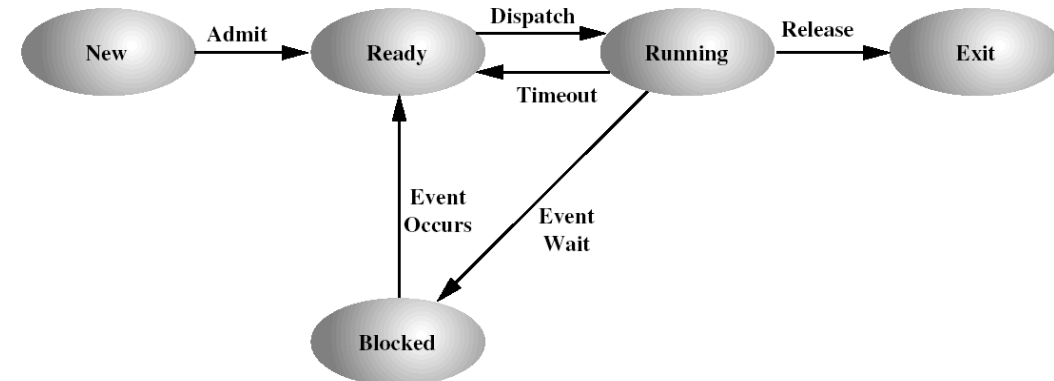 Dispatch
Admit
Release
New
Ready
Running
Exit
Timeout
Event
Occurs
Event
Wait
Blocked